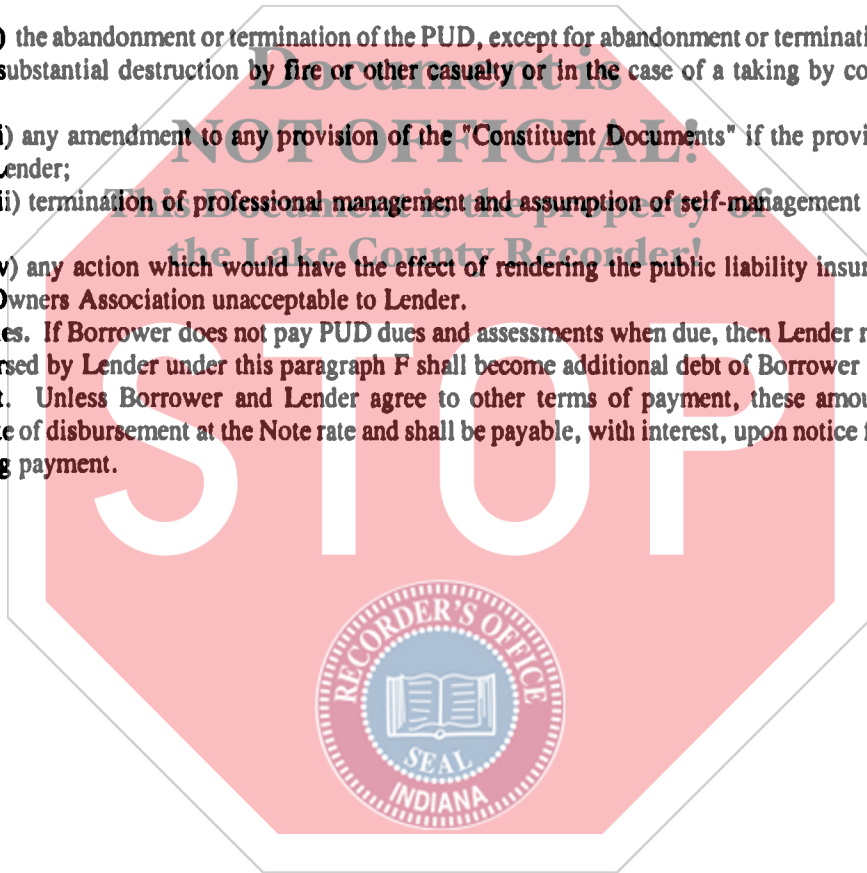 ) the abandonment or termination of the PUD, except for abandonment or terminati
substantial destruction by fire or other casualty or in the case of a taking by co
i) any amendment to any provision of the "Constituent Documents" if the provi
Lender;
ii) termination of professional management and assumption of self-management
v) any action which would have the effect of rendering the public liability insur
Owners Association unacceptable to Lender.
es. If Borrower does not pay PUD dues and assessments when due, then Lender
rsed by Lender under this paragraph F shall become additional debt of Borrower
t. Unless Borrower and Lender agree to other terms of payment, these amou
e of disbursement at the Note rate and shall be payable, with interest, upon notice
g payment.
Document is
NOT OFFICIAL!
This Document is the property of
the Lake County Recorder!
STOP
RECORDER'S OFFICE
SEAL
INDIANA